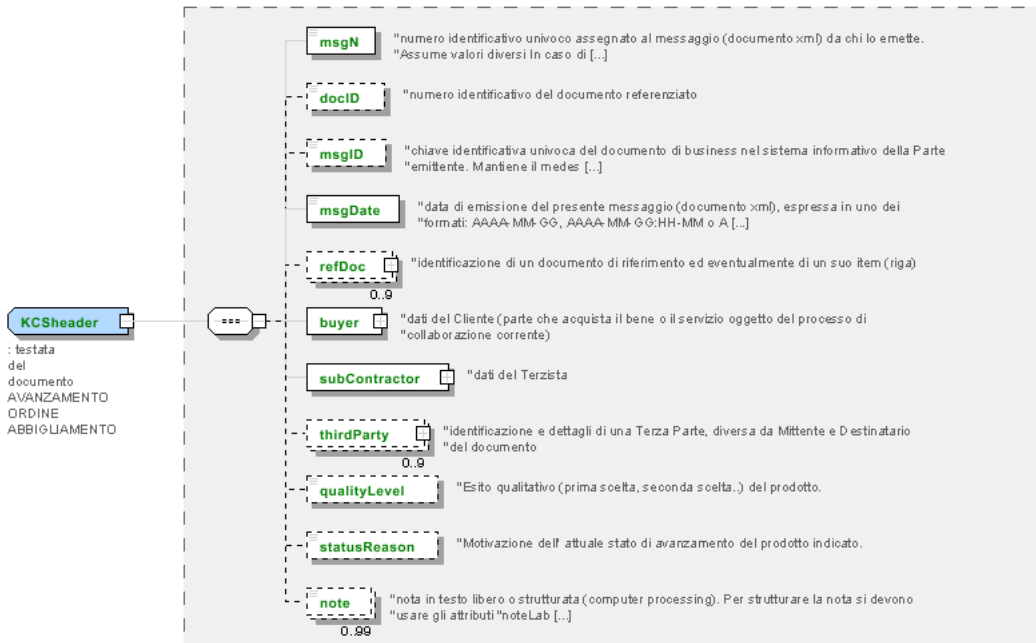 msgN
"numero identificativo univoco assegnato al messaggio (documento xml) da chi lo emette.
"Assume valori diversi In caso di [...]
docID
"numero identificativo del documento referenziato
msgID
"chiave identificativa univoca del documento di business nel sistema informativo della Parte
"emittente. Mantiene il medes [...]
msgDate
"data di emissione del presente messaggio (documento xml), espressa in uno dei
"formati: AAAA-MM-GG, AAAA-MM-GG:HH-MM o A [...]
refDoc
"identificazione di un documento di riferimento ed eventualmente di un suo item (riga)
0..9
KCSheader
: testata
del
documento
AVANZAMENTO
ORDINE
ABBIGLIAMENTO
buyer
"dati del Cliente (parte che acquista il bene o il servizio oggetto del processo di
"collaborazione corrente)
subContractor
"dati del Terzista
thirdParty
"identificazione e dettagli di una Terza Parte, diversa da Mittente e Destinatario
"del documento
0..9
qualityLevel
"Esito qualitativo (prima scelta, seconda scelta..) del prodotto.
statusReason
"Motivazione dell' attuale stato di avanzamento del prodotto indicato.
note
"nota in testo libero o strutturata (computer processing). Per strutturare la nota si devono
"usare gli attributi "noteLab [...]
0..99